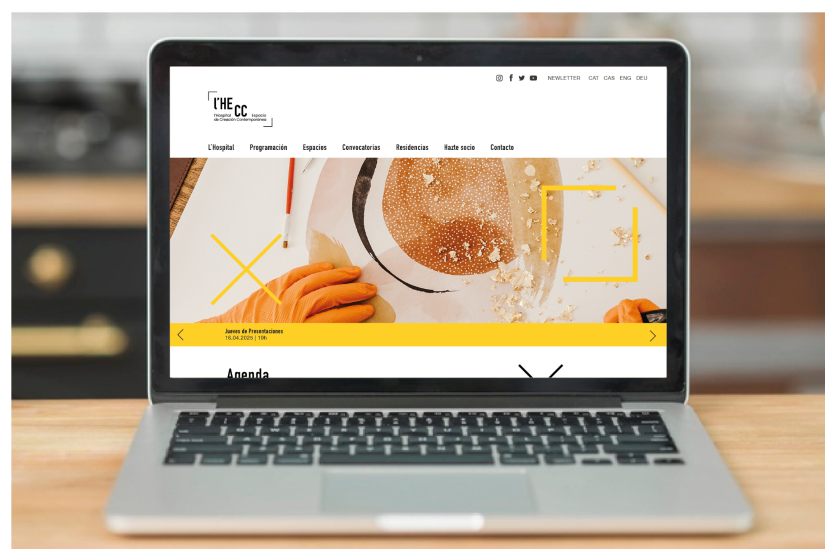 NEWLETTER CAT CAS ENG DEU
L'HE CC
l'Hospital Espacio
de Creación Contemporánea
L'Hospital Programación Espacios Convocatorias Residencias Hazte socio Contacto
Jueves de Presentaciones
16.04.2025 | 19h
Agenda